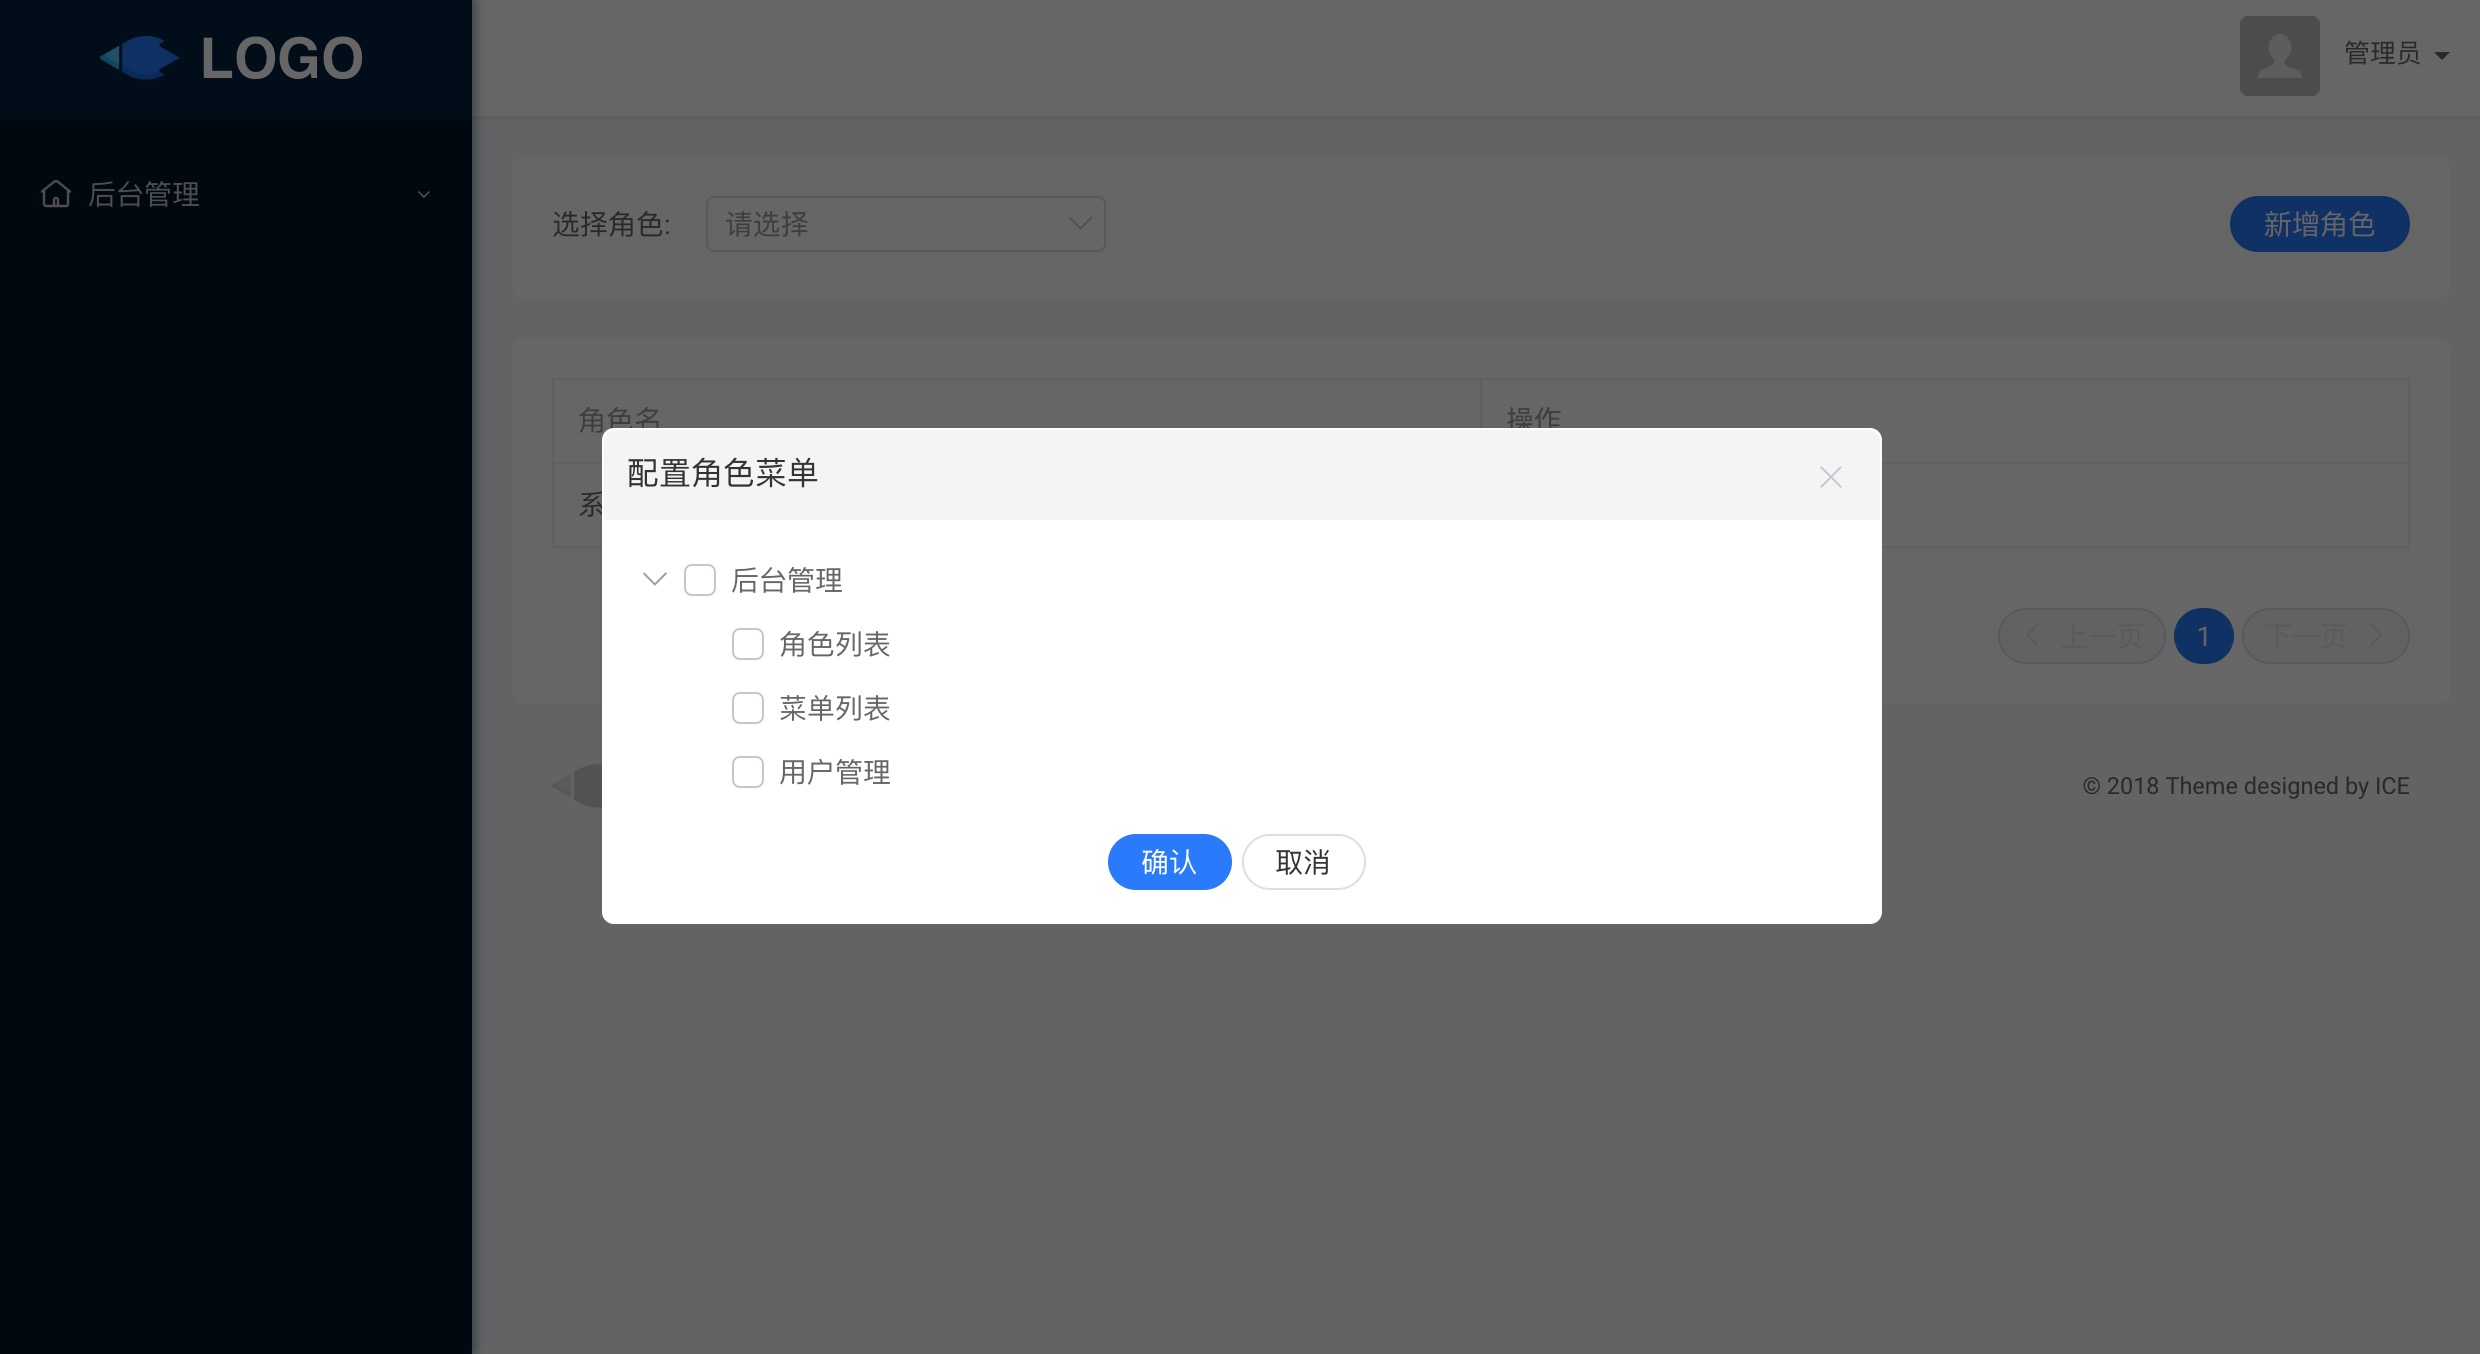 LOGO
管理员
后台管理
选择角色:
请选择
新增角色
角色名
操作
配置角色菜单
系
后台管理
角色列表
菜单列表
用户管理
上一页
1
下一页
© 2018 Theme designed by ICE
确认
取消